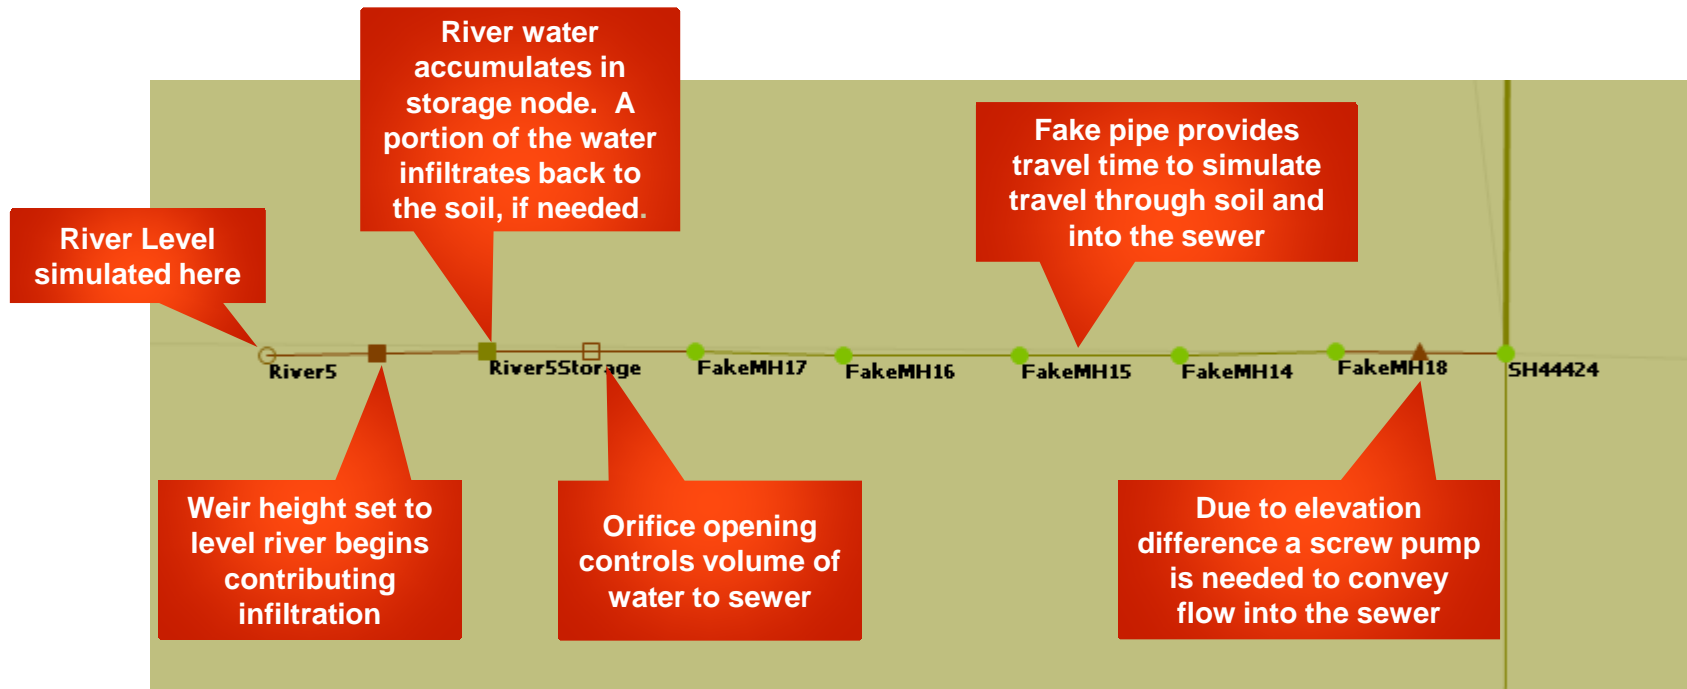 River water
accumulates in
storage node.  A
portion of the water
infiltrates back to
the soil, if needed.
Fake pipe provides
travel time to simulate
travel through soil and
into the sewer
River Level
simulated here
River5
River5Storage
FakeMH17
FakeMH16
FakeMH15
FakeMH14
FakeMH18
SH44424
Weir height set to
level river begins
contributing
infiltration
Orifice opening
controls volume of
water to sewer
Due to elevation
difference a screw pump
is needed to convey
flow into the sewer